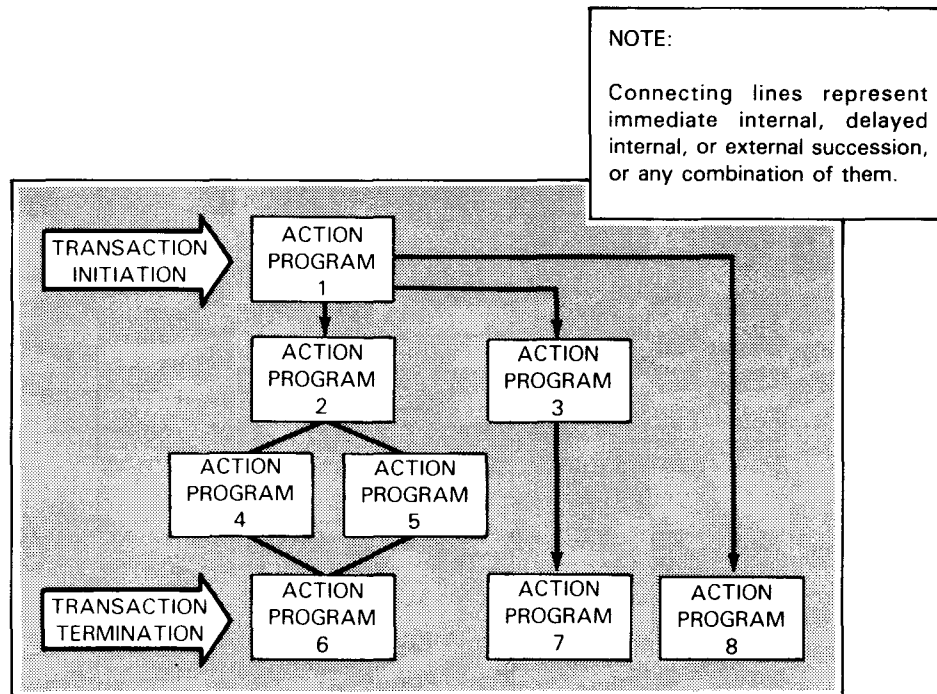 NOTE:
Connecting lines represent
immediate internal, delayed
internal, or external succession,
or any combination of them.
TRANSACTION
INITIATION
ACTION
PROGRAM
1
ACTION
PROGRAM
2
ACTION
PROGRAM
3
ACTION
PROGRAM
4
ACTION
PROGRAM
5
TRANSACTION
TERMINATION
ACTION
PROGRAM
6
ACTION
PROGRAM
7
ACTION
PROGRAM
8